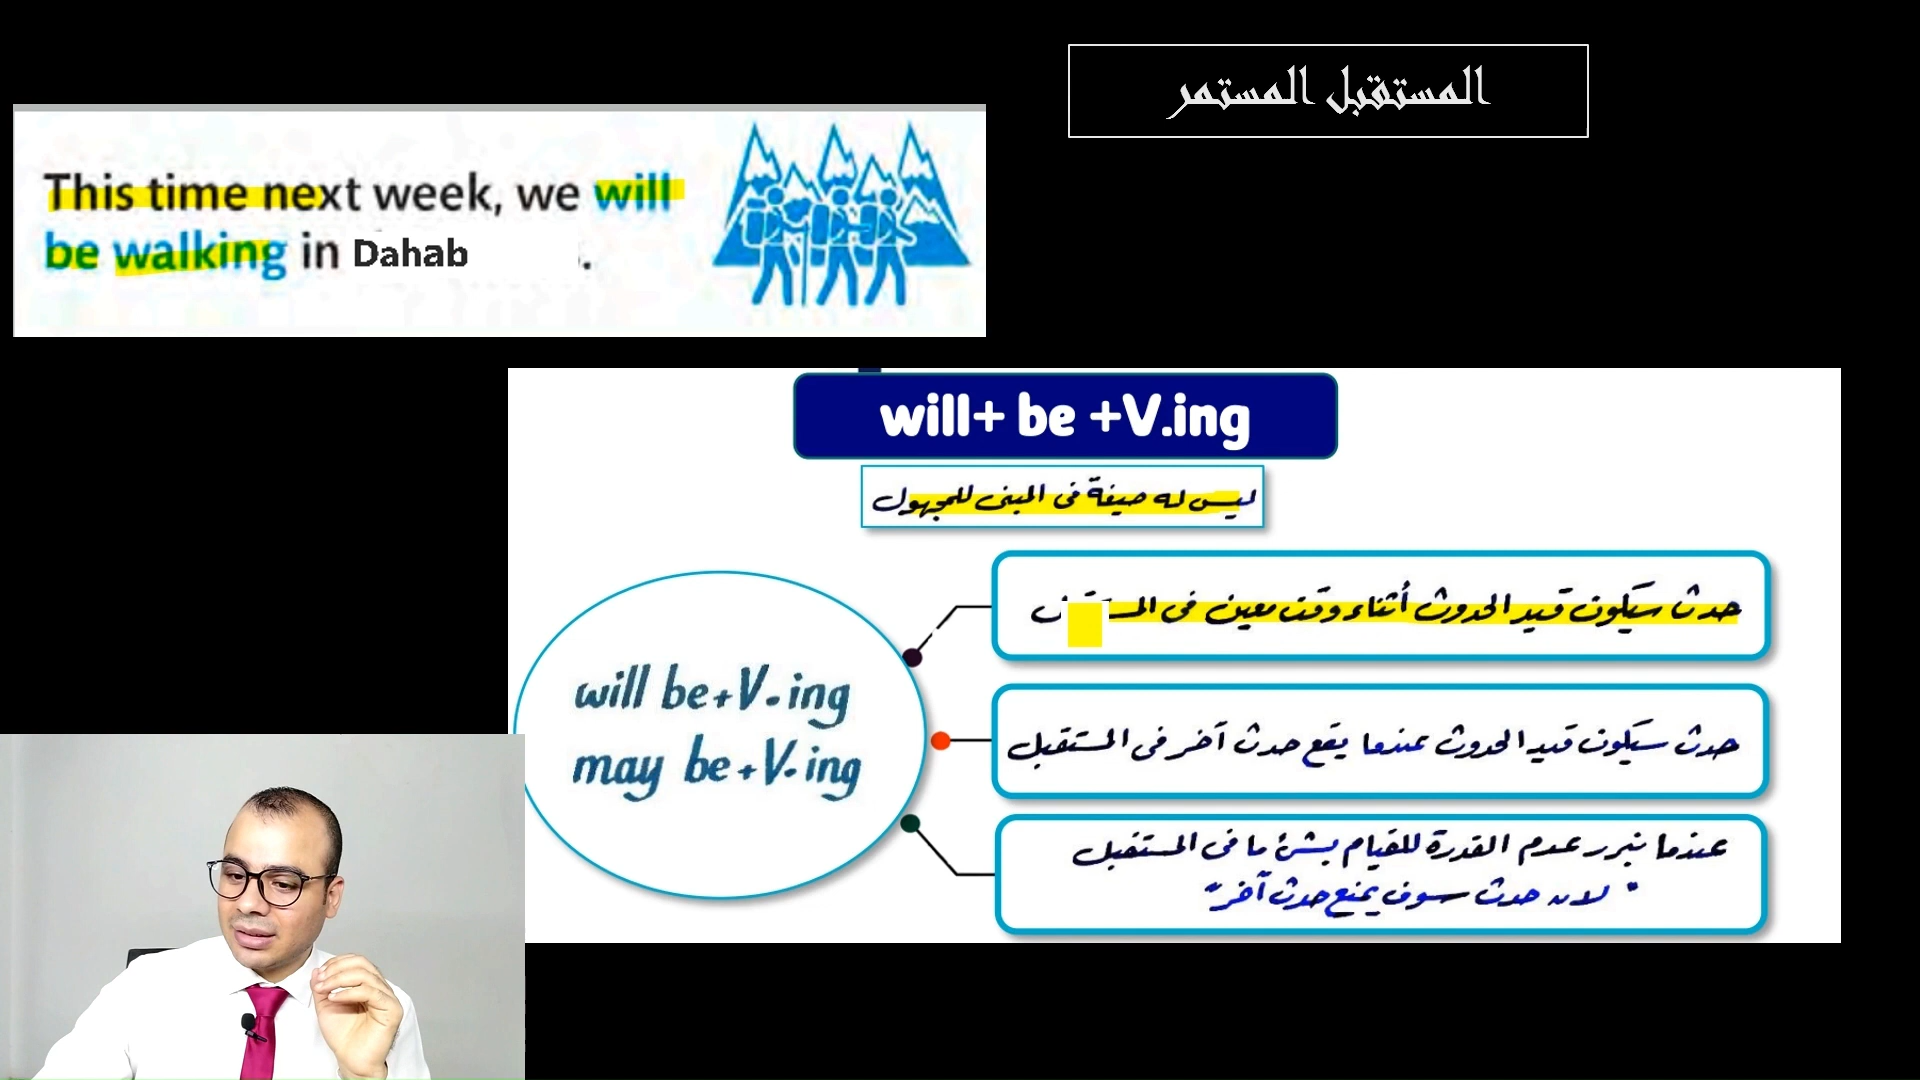 المستقبل المستمر
This time next week, we will
be walking in Dahab .
will+ be +V.ing
ليس له صيغة فى المبنى للمجهول
حدث سيكون قيد الحدوث أثناء وقت معين فى
will be+V.ing
may be+V.ing
حدث سيكون قيد الحدوث عندما يقع حدث آخر فى المستقبل
عندما نبرر عدم القدرة للقيام بشئ ما فى المستقبل
" لان حدث سوف يمنع حدث آخر"